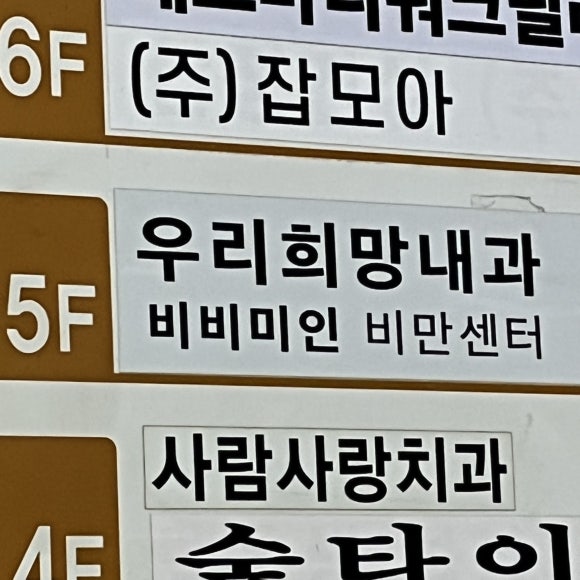 6F
(주)잡모아
우리희망내과
5F
비비미인 비만센터
사람사랑치과
4F